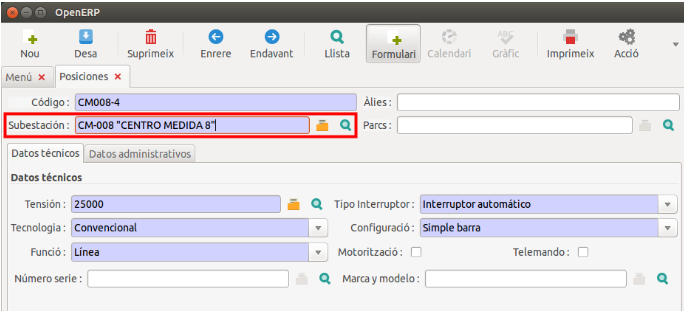 OpenERP
Nou Desa Suprimeix Enrere Endavant Llista Formulari Calendari Gràfic Imprimeix Acció
Menú Posiciones
Código: CM008-4 Àlies:
Subestación: CM-008 "CENTRO MEDIDA 8" Parcs:
Datos técnicos Datos administrativos
Datos técnicos
Tensión: 25000 Tipo Interruptor: Interruptor automático
Tecnologia: Convencional Configuració: Simple barra
Funció: Línea Motorització: Telemando:
Número serie: Marca y modelo: